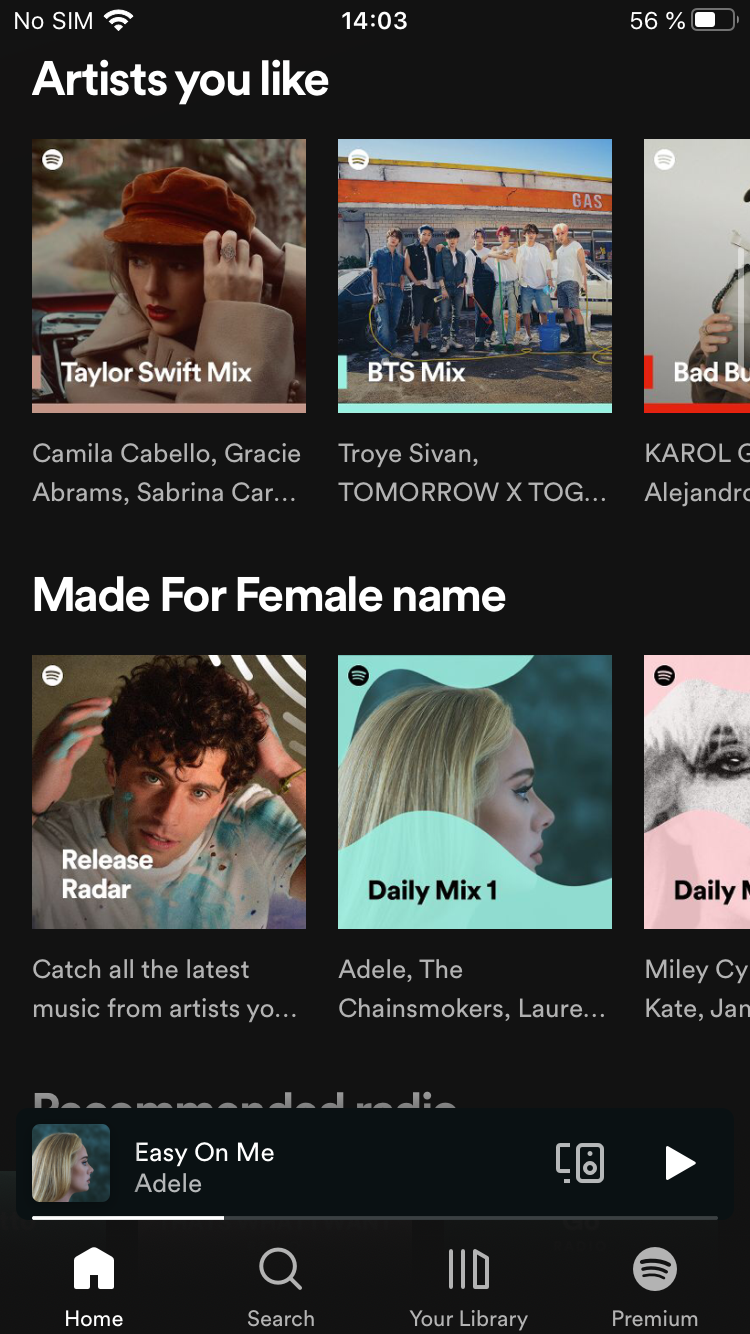 No SIM 14:03 56 %
Artists you like
GAS
Taylor Swift Mix
BTS Mix
Bad Bu
Camila Cabello, Gracie
Abrams, Sabrina Car...
Troye Sivan,
TOMORROW X TOG...
KAROL G
Alejandro
Made For Female name
Release
Radar
Daily Mix 1
Daily M
Catch all the latest
music from artists yo...
Adele, The
Chainsmokers, Laure...
Miley Cy
Kate, Jan
Recommended radio
Easy On Me
Adele
Home
Search
Your Library
Premium